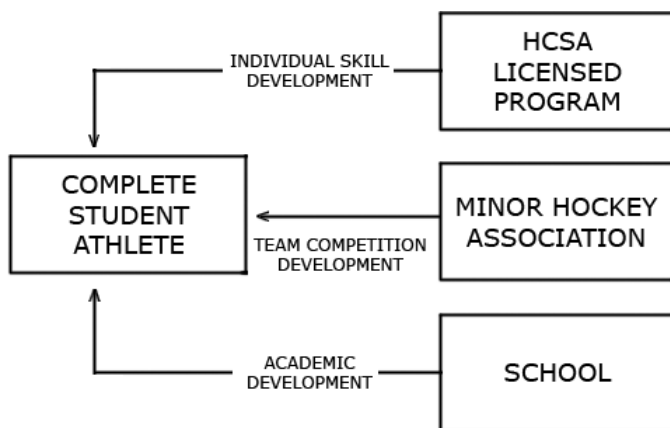 INDIVIDUAL SKILL
DEVELOPMENT
HCSA
LICENSED
PROGRAM
COMPLETE
STUDENT
ATHLETE
TEAM COMPETITION
DEVELOPMENT
MINOR HOCKEY
ASSOCIATION
ACADEMIC
DEVELOPMENT
SCHOOL